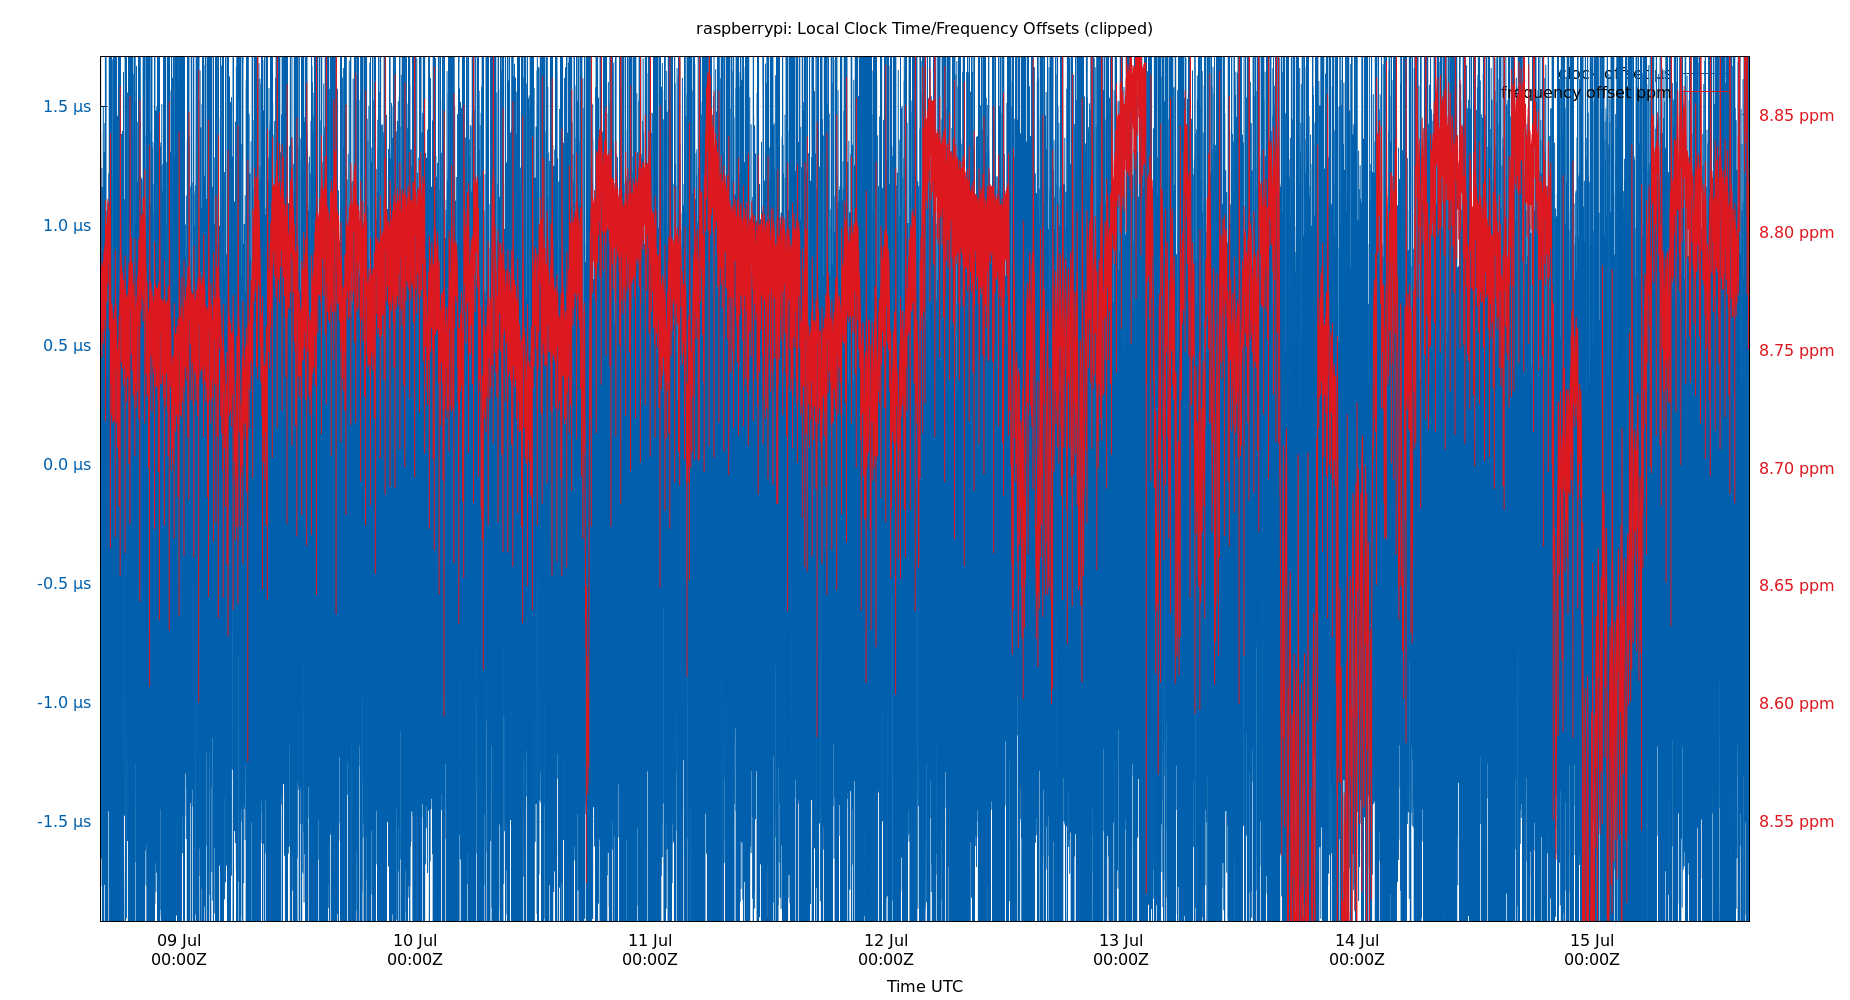 raspberrypi: Local Clock Time/Frequency Offsets (clipped)
clock offset µs
frequency offset ppm
1.5 µs
1.0 µs
0.5 µs
0.0 µs
-0.5 µs
-1.0 µs
-1.5 µs
8.85 ppm
8.80 ppm
8.75 ppm
8.70 ppm
8.65 ppm
8.60 ppm
8.55 ppm
09 Jul
00:00Z
10 Jul
00:00Z
11 Jul
00:00Z
12 Jul
00:00Z
13 Jul
00:00Z
14 Jul
00:00Z
15 Jul
00:00Z
Time UTC